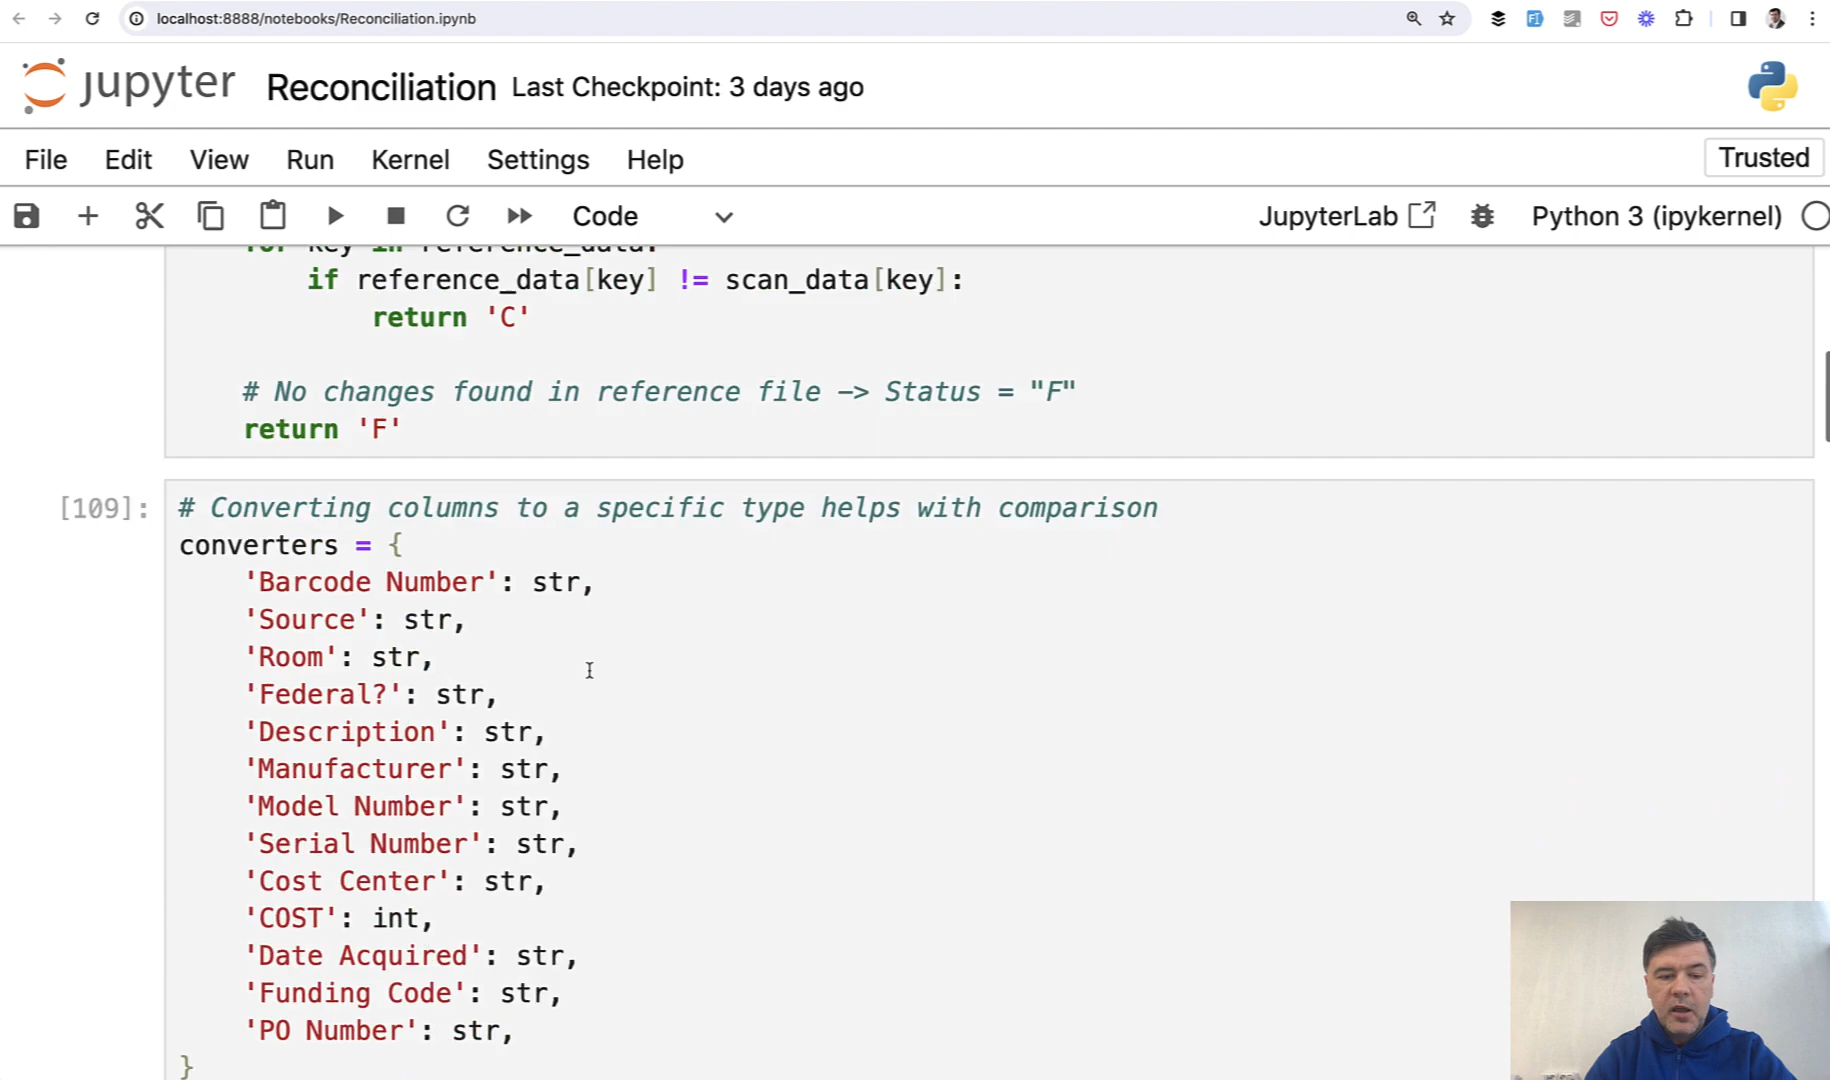 localhost:8888/notebooks/Reconciliation.ipynb
jupyter Reconciliation Last Checkpoint: 3 days ago
File Edit View Run Kernel Settings Help Trusted
Code JupyterLab Python 3 (ipykernel)
for key in reference_data:
if reference_data[key] != scan_data[key]:
return 'C'
# No changes found in reference file -> Status = "F"
return 'F'
[109]: # Converting columns to a specific type helps with comparison
converters = {
'Barcode Number': str,
'Source': str,
'Room': str,
'Federal?': str,
'Description': str,
'Manufacturer': str,
'Model Number': str,
'Serial Number': str,
'Cost Center': str,
'COST': int,
'Date Acquired': str,
'Funding Code': str,
'PO Number': str,
}